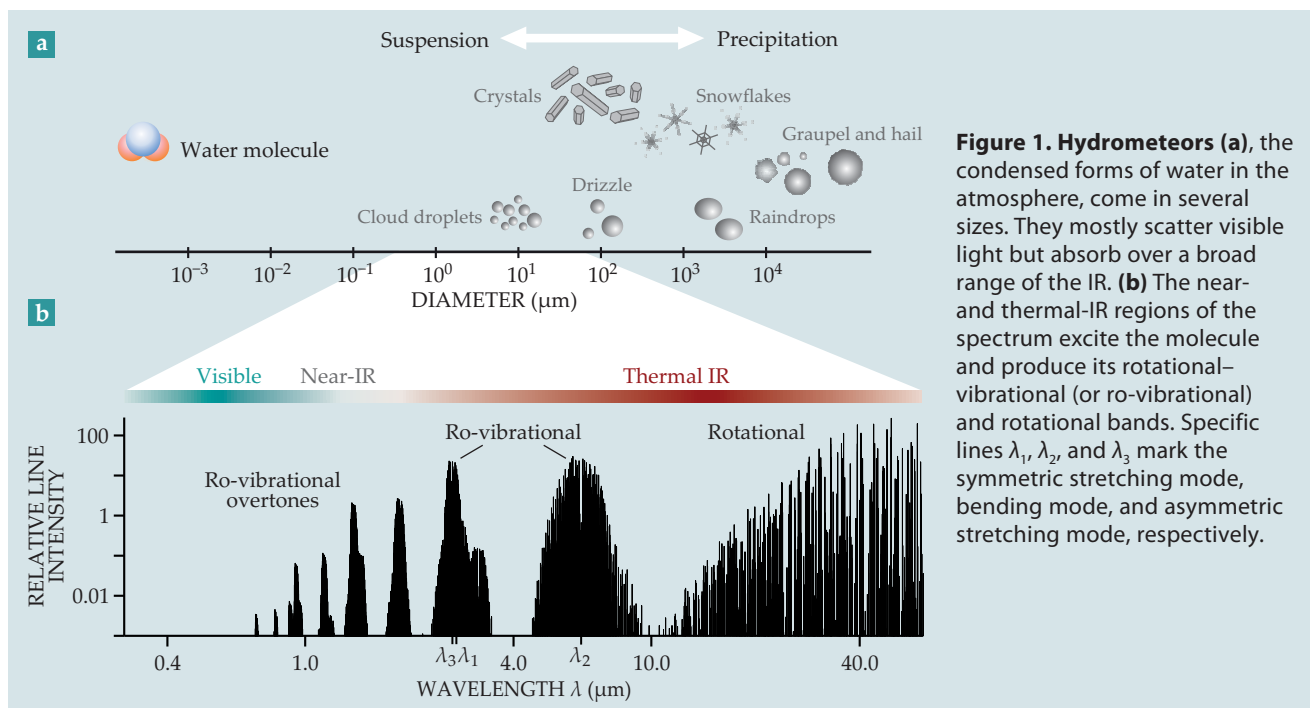 a
Suspension
Precipitation
Crystals
Snowflakes
Graupel and hail
Water molecule
Drizzle
Cloud droplets
Raindrops
10⁻³ 10⁻² 10⁻¹ 10⁰ 10¹ 10² 10³ 10⁴
DIAMETER (μm)
b
Visible
Near-IR
Thermal IR
Ro-vibrational
Rotational
Ro-vibrational
overtones
RELATIVE LINE
INTENSITY
100
1
0.01
0.4 1.0 λ₃ λ₁ 4.0 λ₂ 10.0 40.0
WAVELENGTH λ (μm)
Figure 1. Hydrometeors (a), the
condensed forms of water in the
atmosphere, come in several
sizes. They mostly scatter visible
light but absorb over a broad
range of the IR. (b) The near-
and thermal-IR regions of the
spectrum excite the molecule
and produce its rotational–
vibrational (or ro-vibrational)
and rotational bands. Specific
lines λ₁, λ₂, and λ₃ mark the
symmetric stretching mode,
bending mode, and asymmetric
stretching mode, respectively.